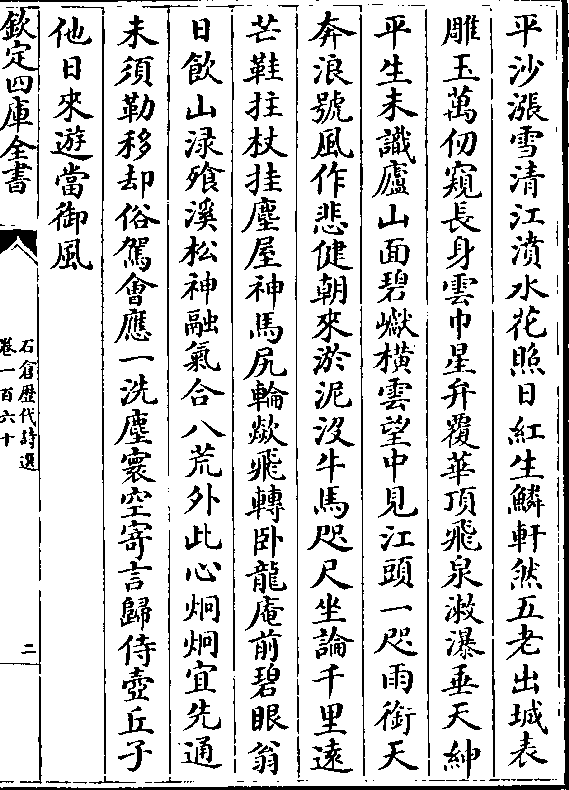 平沙漲雪清江濆水花照日紅生鱗軒然五老出城表
雕玉萬仞窺長身雲巾星弁覆華頂飛泉漱瀑垂天紳
平生未識廬山面碧巘橫雲望中見江頭一咫雨銜天
奔浪號風作悲健朝來淤泥沒牛馬咫尺坐論千里遠
芒鞋拄杖挂塵屋神馬尻輪歘飛轉卧龍庵前碧眼翁
日飲山渌飱溪松神融氣合八荒外此心炯炯宜先通
未須勒移却俗駕會應一洗塵寰空寄言歸侍壺丘子
他日來遊當御風
欽定四庫全書
石倉歷代詩選
卷一百六十
二